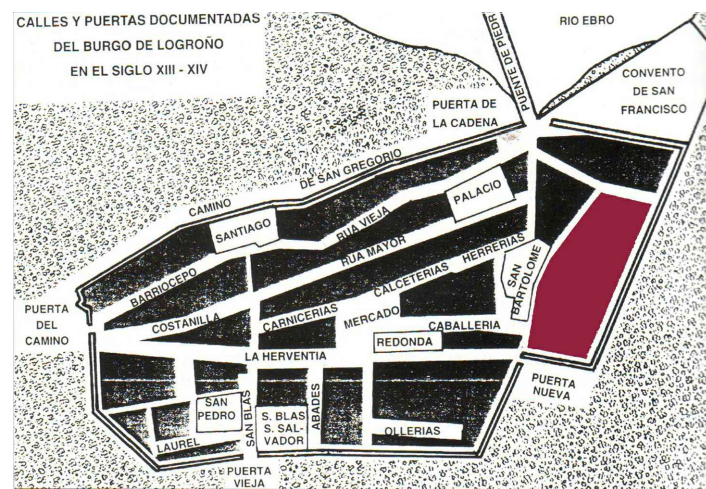 CALLES Y PUERTAS DOCUMENTADAS
DEL BURGO DE LOGROÑO
EN EL SIGLO XIII - XIV
PUENTE DE PIEDR
RIO EBRO
CONVENTO
DE SAN
FRANCISCO
PUERTA DE
LA CADENA
CAMINO DE SAN GREGORIO
SANTIAGO
RUA VIEJA
PALACIO
RUA MAYOR
BARRIOCEPO
COSTANILLA
CARNICERIAS
CALCETERIAS
HERRERIAS
SAN
BARTOLOME
MERCADO
CABALLERIA
REDONDA
PUERTA
DEL
CAMINO
LA HERVENTIA
PUERTA
NUEVA
SAN
PEDRO
SAN BLAS
S. BLAS
S. SAL-
VADOR
ABADES
OLLERIAS
LAUREL
PUERTA
VIEJA